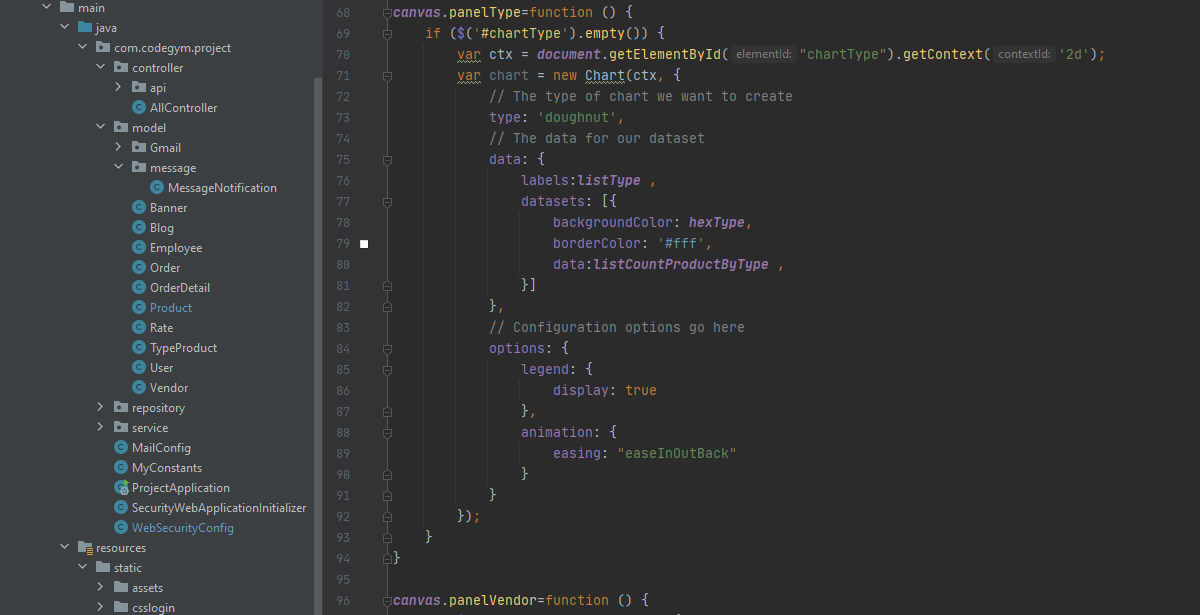 main
java
com.codegym.project
controller
api
AllController
model
Gmail
message
MessageNotification
Banner
Blog
Employee
Order
OrderDetail
Product
Rate
TypeProduct
User
Vendor
repository
service
MailConfig
MyConstants
ProjectApplication
SecurityWebApplicationInitializer
WebSecurityConfig
resources
static
assets
csslogin
68 canvas.panelType=function () {
69 if ($('#chartType').empty()) {
70 var ctx = document.getElementById( elementId: "chartType").getContext( contextId: '2d');
71 var chart = new Chart(ctx, {
72 // The type of chart we want to create
73 type: 'doughnut',
74 // The data for our dataset
75 data: {
76 labels:listType ,
77 datasets: [{
78 backgroundColor: hexType,
79 borderColor: '#fff',
80 data:listCountProductByType ,
81 }]
82 },
83 // Configuration options go here
84 options: {
85 legend: {
86 display: true
87 },
88 animation: {
89 easing: "easeInOutBack"
90 }
91 }
92 });
93 }
94 }
95
96 canvas.panelVendor=function () {